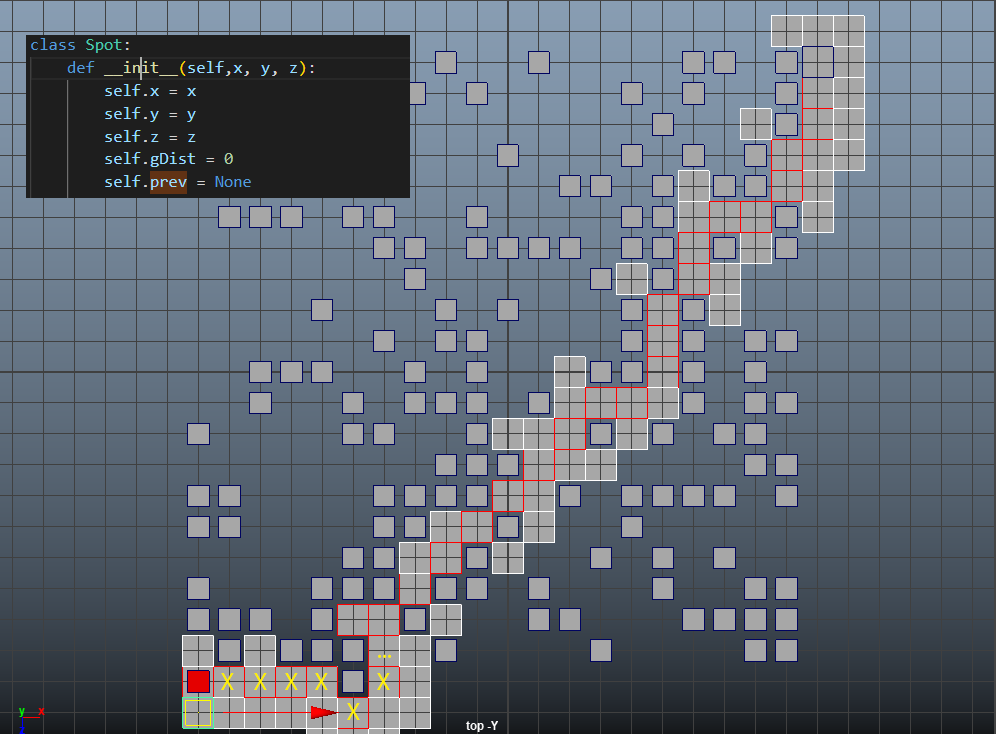 class Spot:
def __init__(self,x, y, z):
self.x = x
self.y = y
self.z = z
self.gDist = 0
self.prev = None
...
X X X X X
X
y x
top -Y